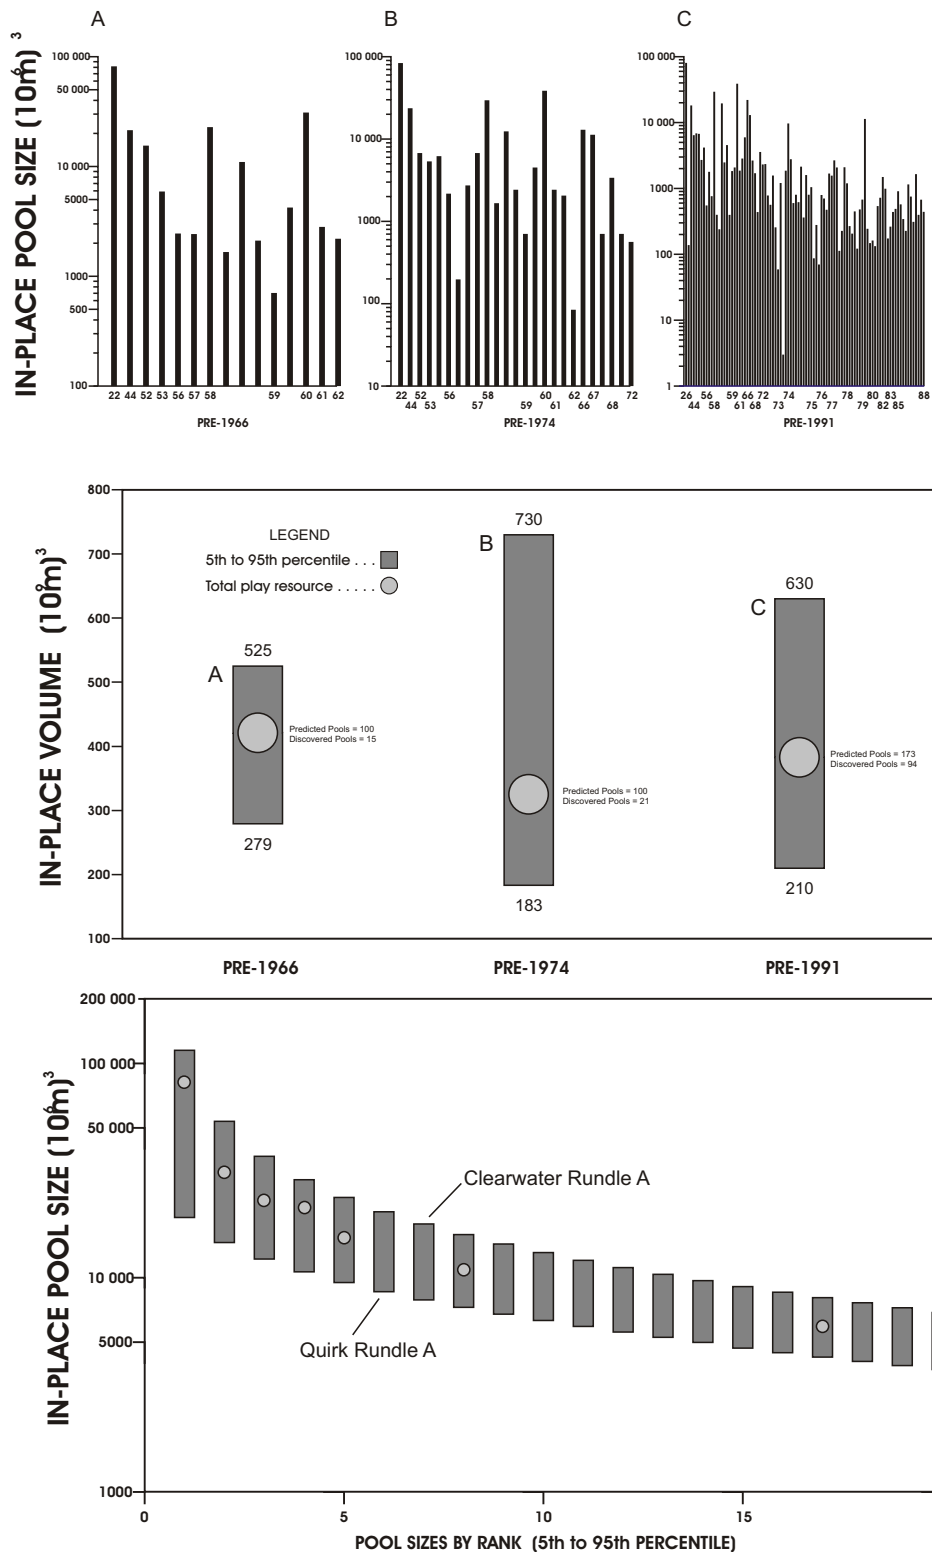 A
B
C
IN-PLACE POOL SIZE (10⁶m)³
100 000
50 000
10 000
5000
1000
500
100
22 44 52 53 56 57 58 59 60 61 62
PRE-1966
100 000
10 000
1000
100
10
22 52 56 58 60 62 67 72
44 53 57 59 61 66 68
PRE-1974
100 000
10 000
1000
100
10
1
26 56 59 66 72 74 76 78 80 83 88
44 58 61 68 73 75 77 79 82 85
PRE-1991
IN-PLACE VOLUME (10⁶m)³
800
700
600
500
400
300
200
100
LEGEND
5th to 95th percentile . . .
Total play resource . . . . .
A
525
Predicted Pools = 100
Discovered Pools = 15
279
B
730
Predicted Pools = 100
Discovered Pools = 21
183
C
630
Predicted Pools = 173
Discovered Pools = 94
210
PRE-1966 PRE-1974 PRE-1991
IN-PLACE POOL SIZE (10⁶m)³
200 000
100 000
50 000
10 000
5000
1000
Clearwater Rundle A
Quirk Rundle A
0 5 10 15
POOL SIZES BY RANK (5th to 95th PERCENTILE)